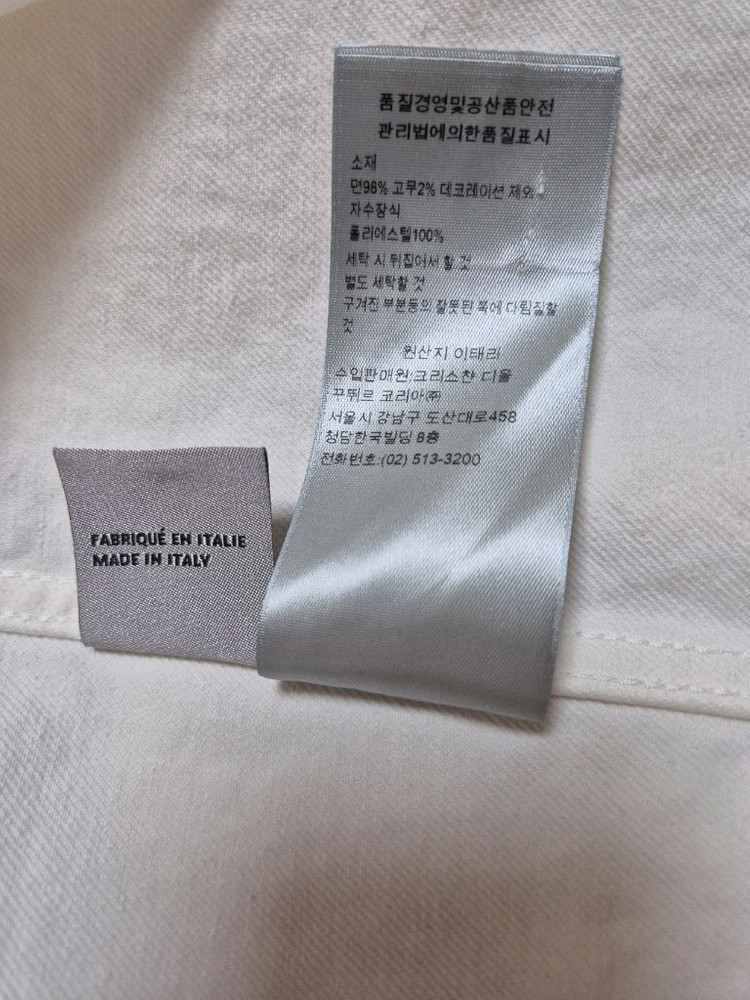 품질경영및공산품안전
관리법에의한품질표시
소재
면98% 고무2% 데코레이션 제외
자수장식
폴리에스텔100%
세탁 시 뒤집어서 할 것
별도 세탁할 것
구겨진 부분등의 잘못된 쪽에 다림질할
것
원산지 이태리
수입판매원:크리스챤 디올
꾸뛰르 코리아㈜
서울시 강남구 도산대로458
청담한국빌딩 8층
전화번호:(02) 513-3200
FABRIQUÉ EN ITALIE
MADE IN ITALY